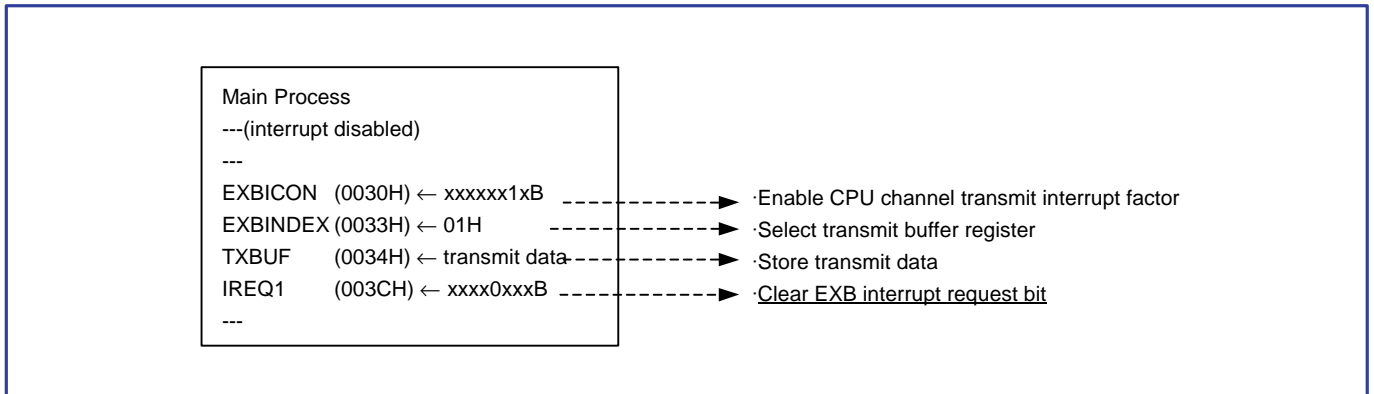 Main Process
---(interrupt disabled)
---
EXBICON (0030H) ← xxxxxx1xB ·Enable CPU channel transmit interrupt factor
EXBINDEX (0033H) ← 01H ·Select transmit buffer register
TXBUF (0034H) ← transmit data ·Store transmit data
IREQ1 (003CH) ← xxxx0xxxB ·Clear EXB interrupt request bit
---